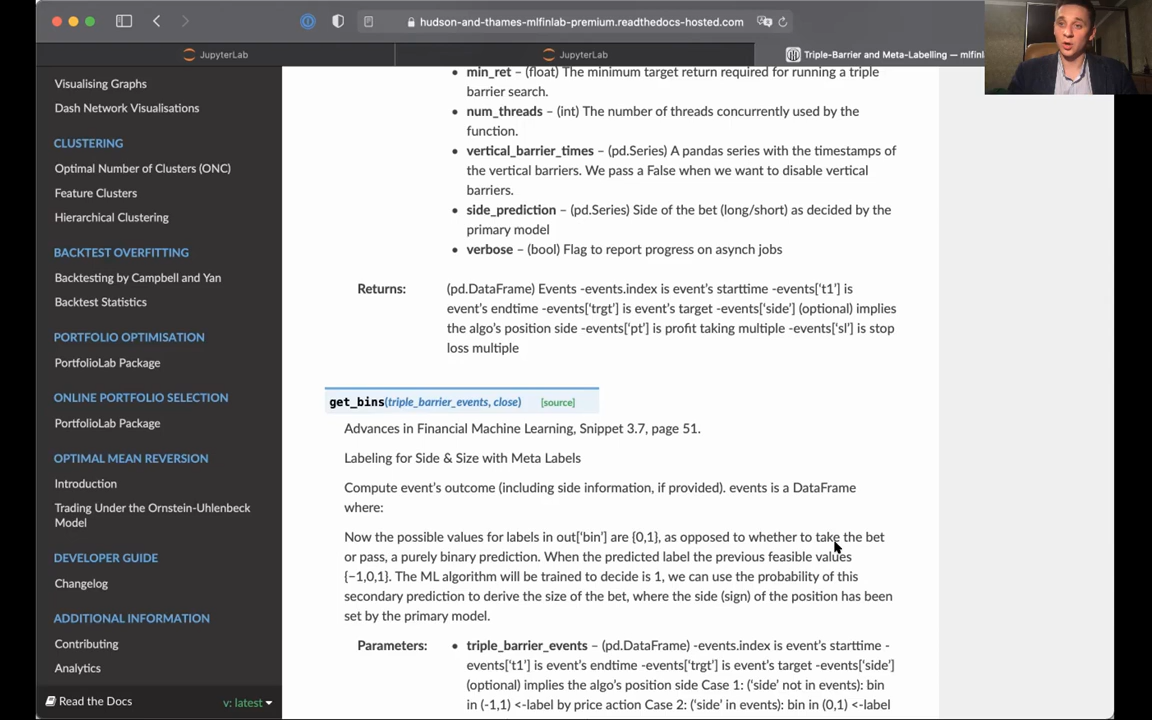 hudson-and-thames-mlfinlab-premium.readthedocs-hosted.com
JupyterLab
JupyterLab
Triple-Barrier and Meta-Labelling — mlfinl
Visualising Graphs
Dash Network Visualisations
CLUSTERING
Optimal Number of Clusters (ONC)
Feature Clusters
Hierarchical Clustering
BACKTEST OVERFITTING
Backtesting by Campbell and Yan
Backtest Statistics
PORTFOLIO OPTIMISATION
PortfolioLab Package
ONLINE PORTFOLIO SELECTION
PortfolioLab Package
OPTIMAL MEAN REVERSION
Introduction
Trading Under the Ornstein-Uhlenbeck
Model
DEVELOPER GUIDE
Changelog
ADDITIONAL INFORMATION
Contributing
Analytics
Read the Docs v: latest
• min_ret – (float) The minimum target return required for running a triple
barrier search.
• num_threads – (int) The number of threads concurrently used by the
function.
• vertical_barrier_times – (pd.Series) A pandas series with the timestamps of
the vertical barriers. We pass a False when we want to disable vertical
barriers.
• side_prediction – (pd.Series) Side of the bet (long/short) as decided by the
primary model
• verbose – (bool) Flag to report progress on asynch jobs
Returns: (pd.DataFrame) Events -events.index is event's starttime -events['t1'] is
event's endtime -events['trgt'] is event's target -events['side'] (optional) implies
the algo's position side -events['pt'] is profit taking multiple -events['sl'] is stop
loss multiple
get_bins(triple_barrier_events, close) [source]
Advances in Financial Machine Learning, Snippet 3.7, page 51.
Labeling for Side & Size with Meta Labels
Compute event's outcome (including side information, if provided). events is a DataFrame
where:
Now the possible values for labels in out['bin'] are {0,1}, as opposed to whether to take the bet
or pass, a purely binary prediction. When the predicted label the previous feasible values
{−1,0,1}. The ML algorithm will be trained to decide is 1, we can use the probability of this
secondary prediction to derive the size of the bet, where the side (sign) of the position has been
set by the primary model.
Parameters: • triple_barrier_events – (pd.DataFrame) -events.index is event's starttime -
events['t1'] is event's endtime -events['trgt'] is event's target -events['side']
(optional) implies the algo's position side Case 1: ('side' not in events): bin
in (-1,1) <-label by price action Case 2: ('side' in events): bin in (0,1) <-label